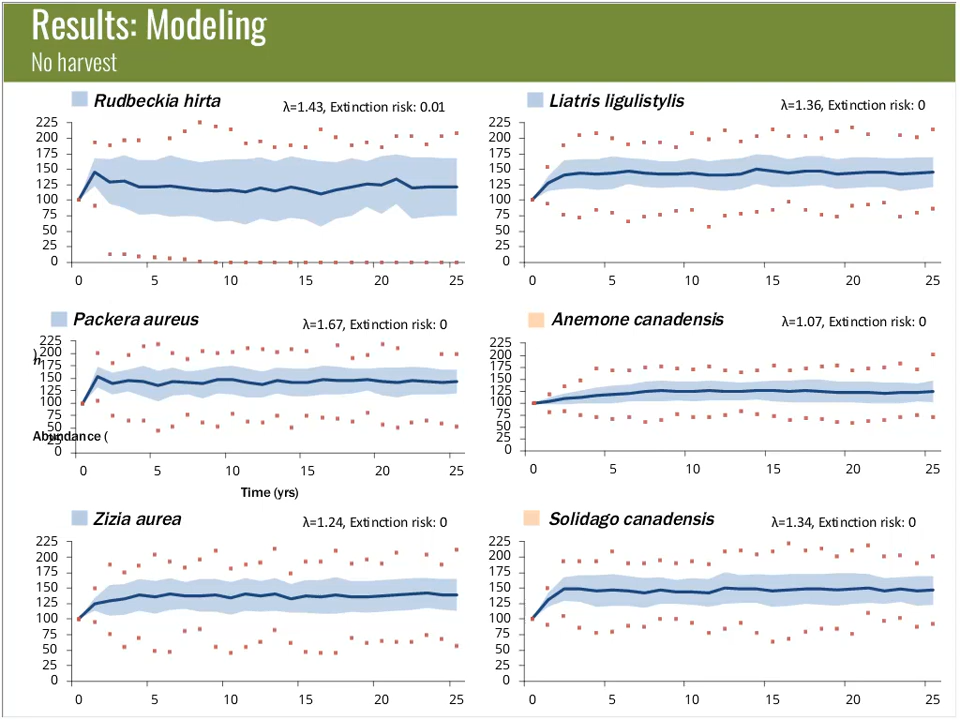 Results: Modeling
No harvest
Rudbeckia hirta
λ=1.43, Extinction risk: 0.01
225
200
175
150
125
100
75
50
25
0
0 5 10 15 20 25
Liatris ligulistylis
λ=1.36, Extinction risk: 0
225
200
175
150
125
100
75
50
25
0
0 5 10 15 20 25
Packera aureus
λ=1.67, Extinction risk: 0
225
200
175
150
125
100
75
50
25
0
Abundance (
n
)
0 5 10 15 20 25
Time (yrs)
Anemone canadensis
λ=1.07, Extinction risk: 0
225
200
175
150
125
100
75
50
25
0
0 5 10 15 20 25
Zizia aurea
λ=1.24, Extinction risk: 0
225
200
175
150
125
100
75
50
25
0
0 5 10 15 20 25
Solidago canadensis
λ=1.34, Extinction risk: 0
225
200
175
150
125
100
75
50
25
0
0 5 10 15 20 25